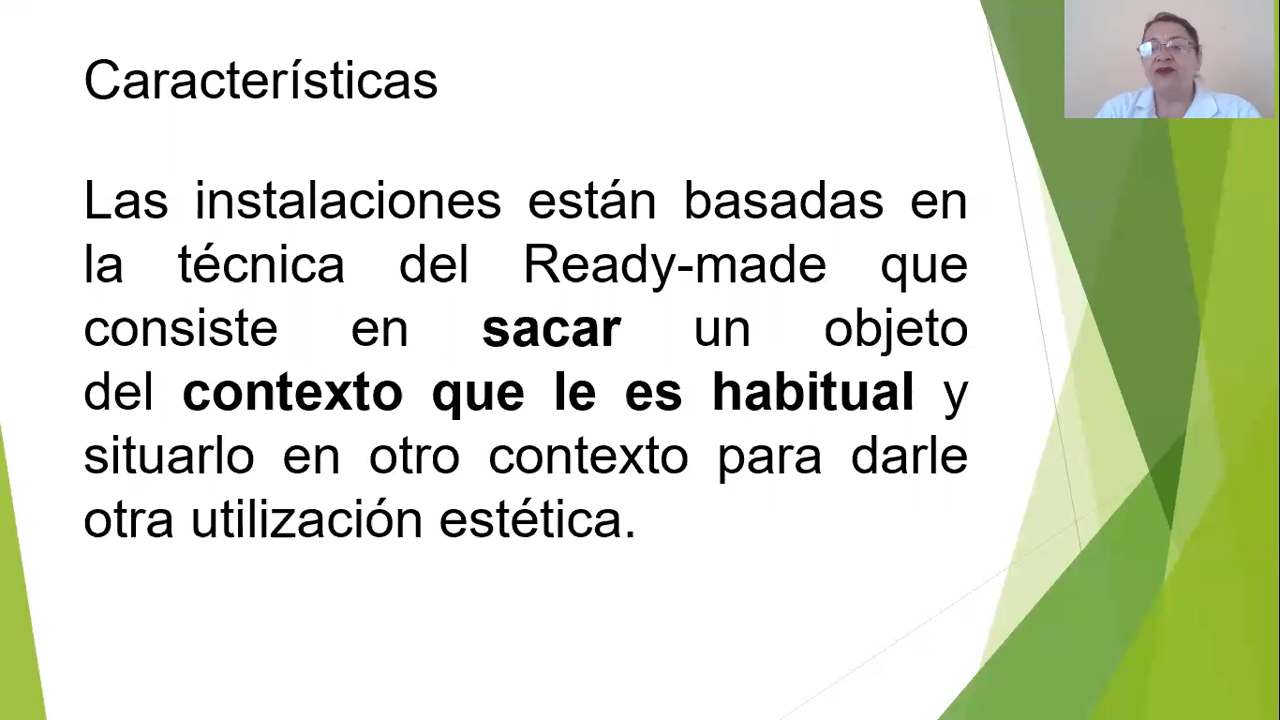 Características
Las instalaciones están basadas en
la técnica del Ready-made que
consiste en sacar un objeto
del contexto que le es habitual y
situarlo en otro contexto para darle
otra utilización estética.